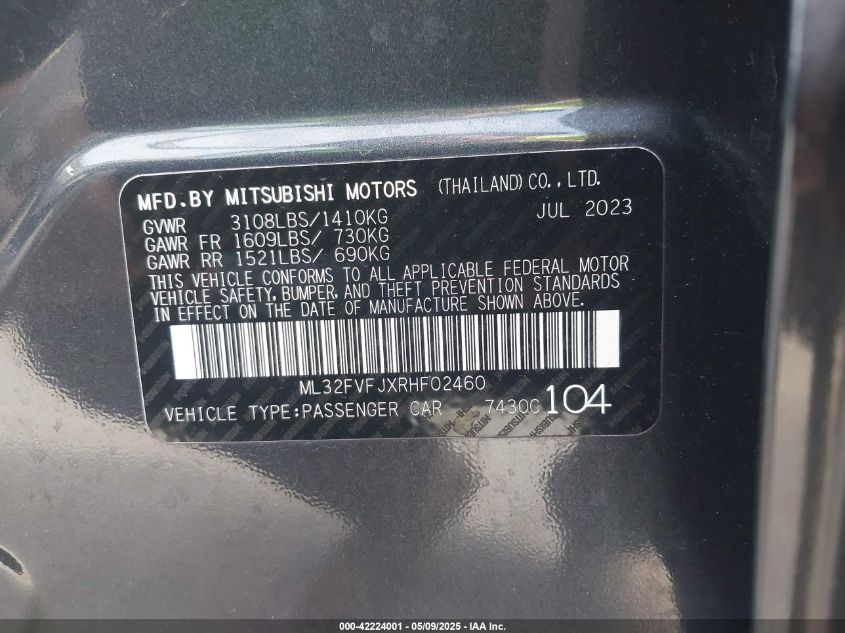 MFD.BY MITSUBISHI MOTORS (THAILAND)CO.,LTD.
GVWR 3108LBS/1410KG JUL 2023
GAWR FR 1609LBS/ 730KG
GAWR RR 1521LBS/ 690KG
THIS VEHICLE CONFORMS TO ALL APPLICABLE FEDERAL MOTOR
VEHICLE SAFETY, BUMPER, AND THEFT PREVENTION STANDARDS
IN EFFECT ON THE DATE OF MANUFACTURE SHOWN ABOVE.
ML32FVFJXRHF02460
VEHICLE TYPE:PASSENGER CAR 7430C 104
000-42224001 - 05/09/2025 - IAA Inc.